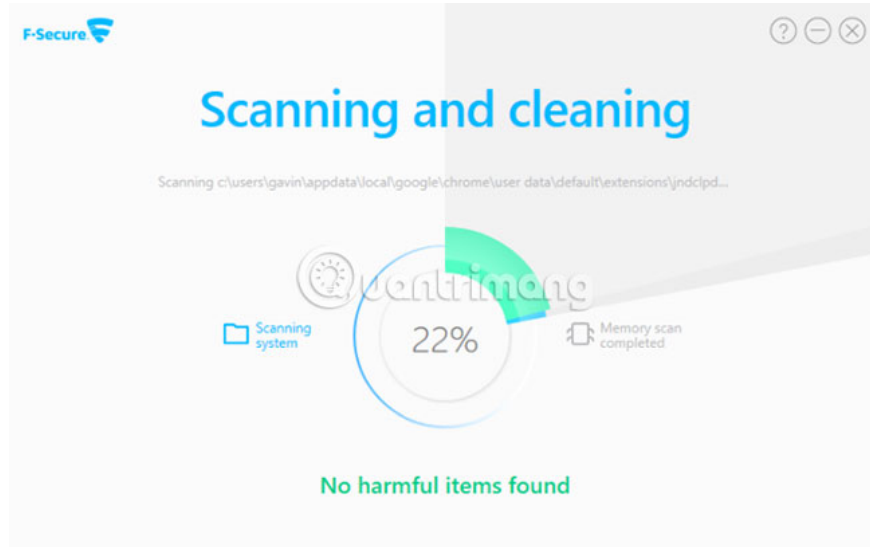 F-Secure.
Scanning and cleaning
Scanning c:\users\gavin\appdata\local\google\chrome\user data\default\extensions\jndclpd...
Quantrimang
Scanning
system
22%
Memory scan
completed
No harmful items found